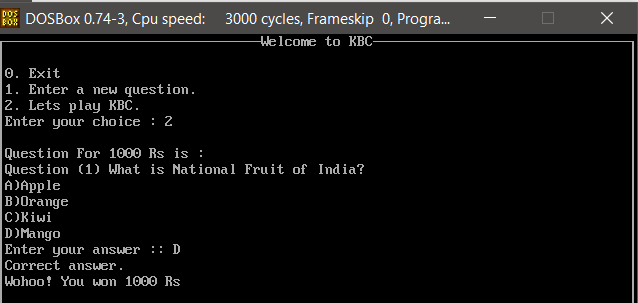 DOS BOX DOSBox 0.74-3, Cpu speed: 3000 cycles, Frameskip 0, Progra...
Welcome to KBC
0. Exit
1. Enter a new question.
2. Lets play KBC.
Enter your choice : 2
Question For 1000 Rs is :
Question (1) What is National Fruit of India?
A)Apple
B)Orange
C)Kiwi
D)Mango
Enter your answer :: D
Correct answer.
Wohoo! You won 1000 Rs